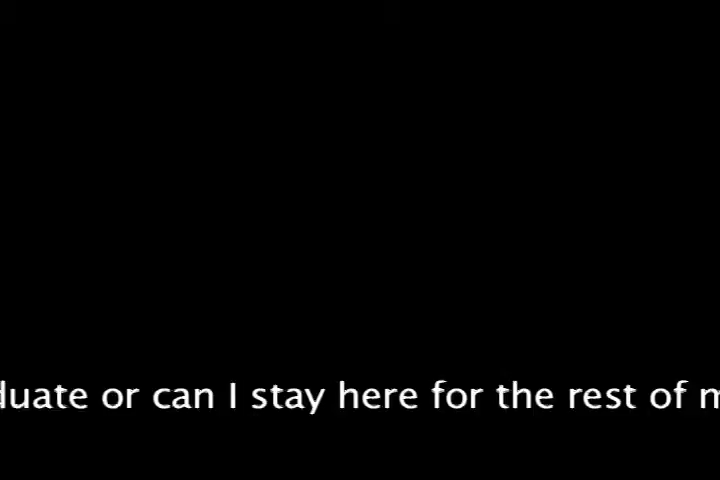 duate or can I stay here for the rest of m